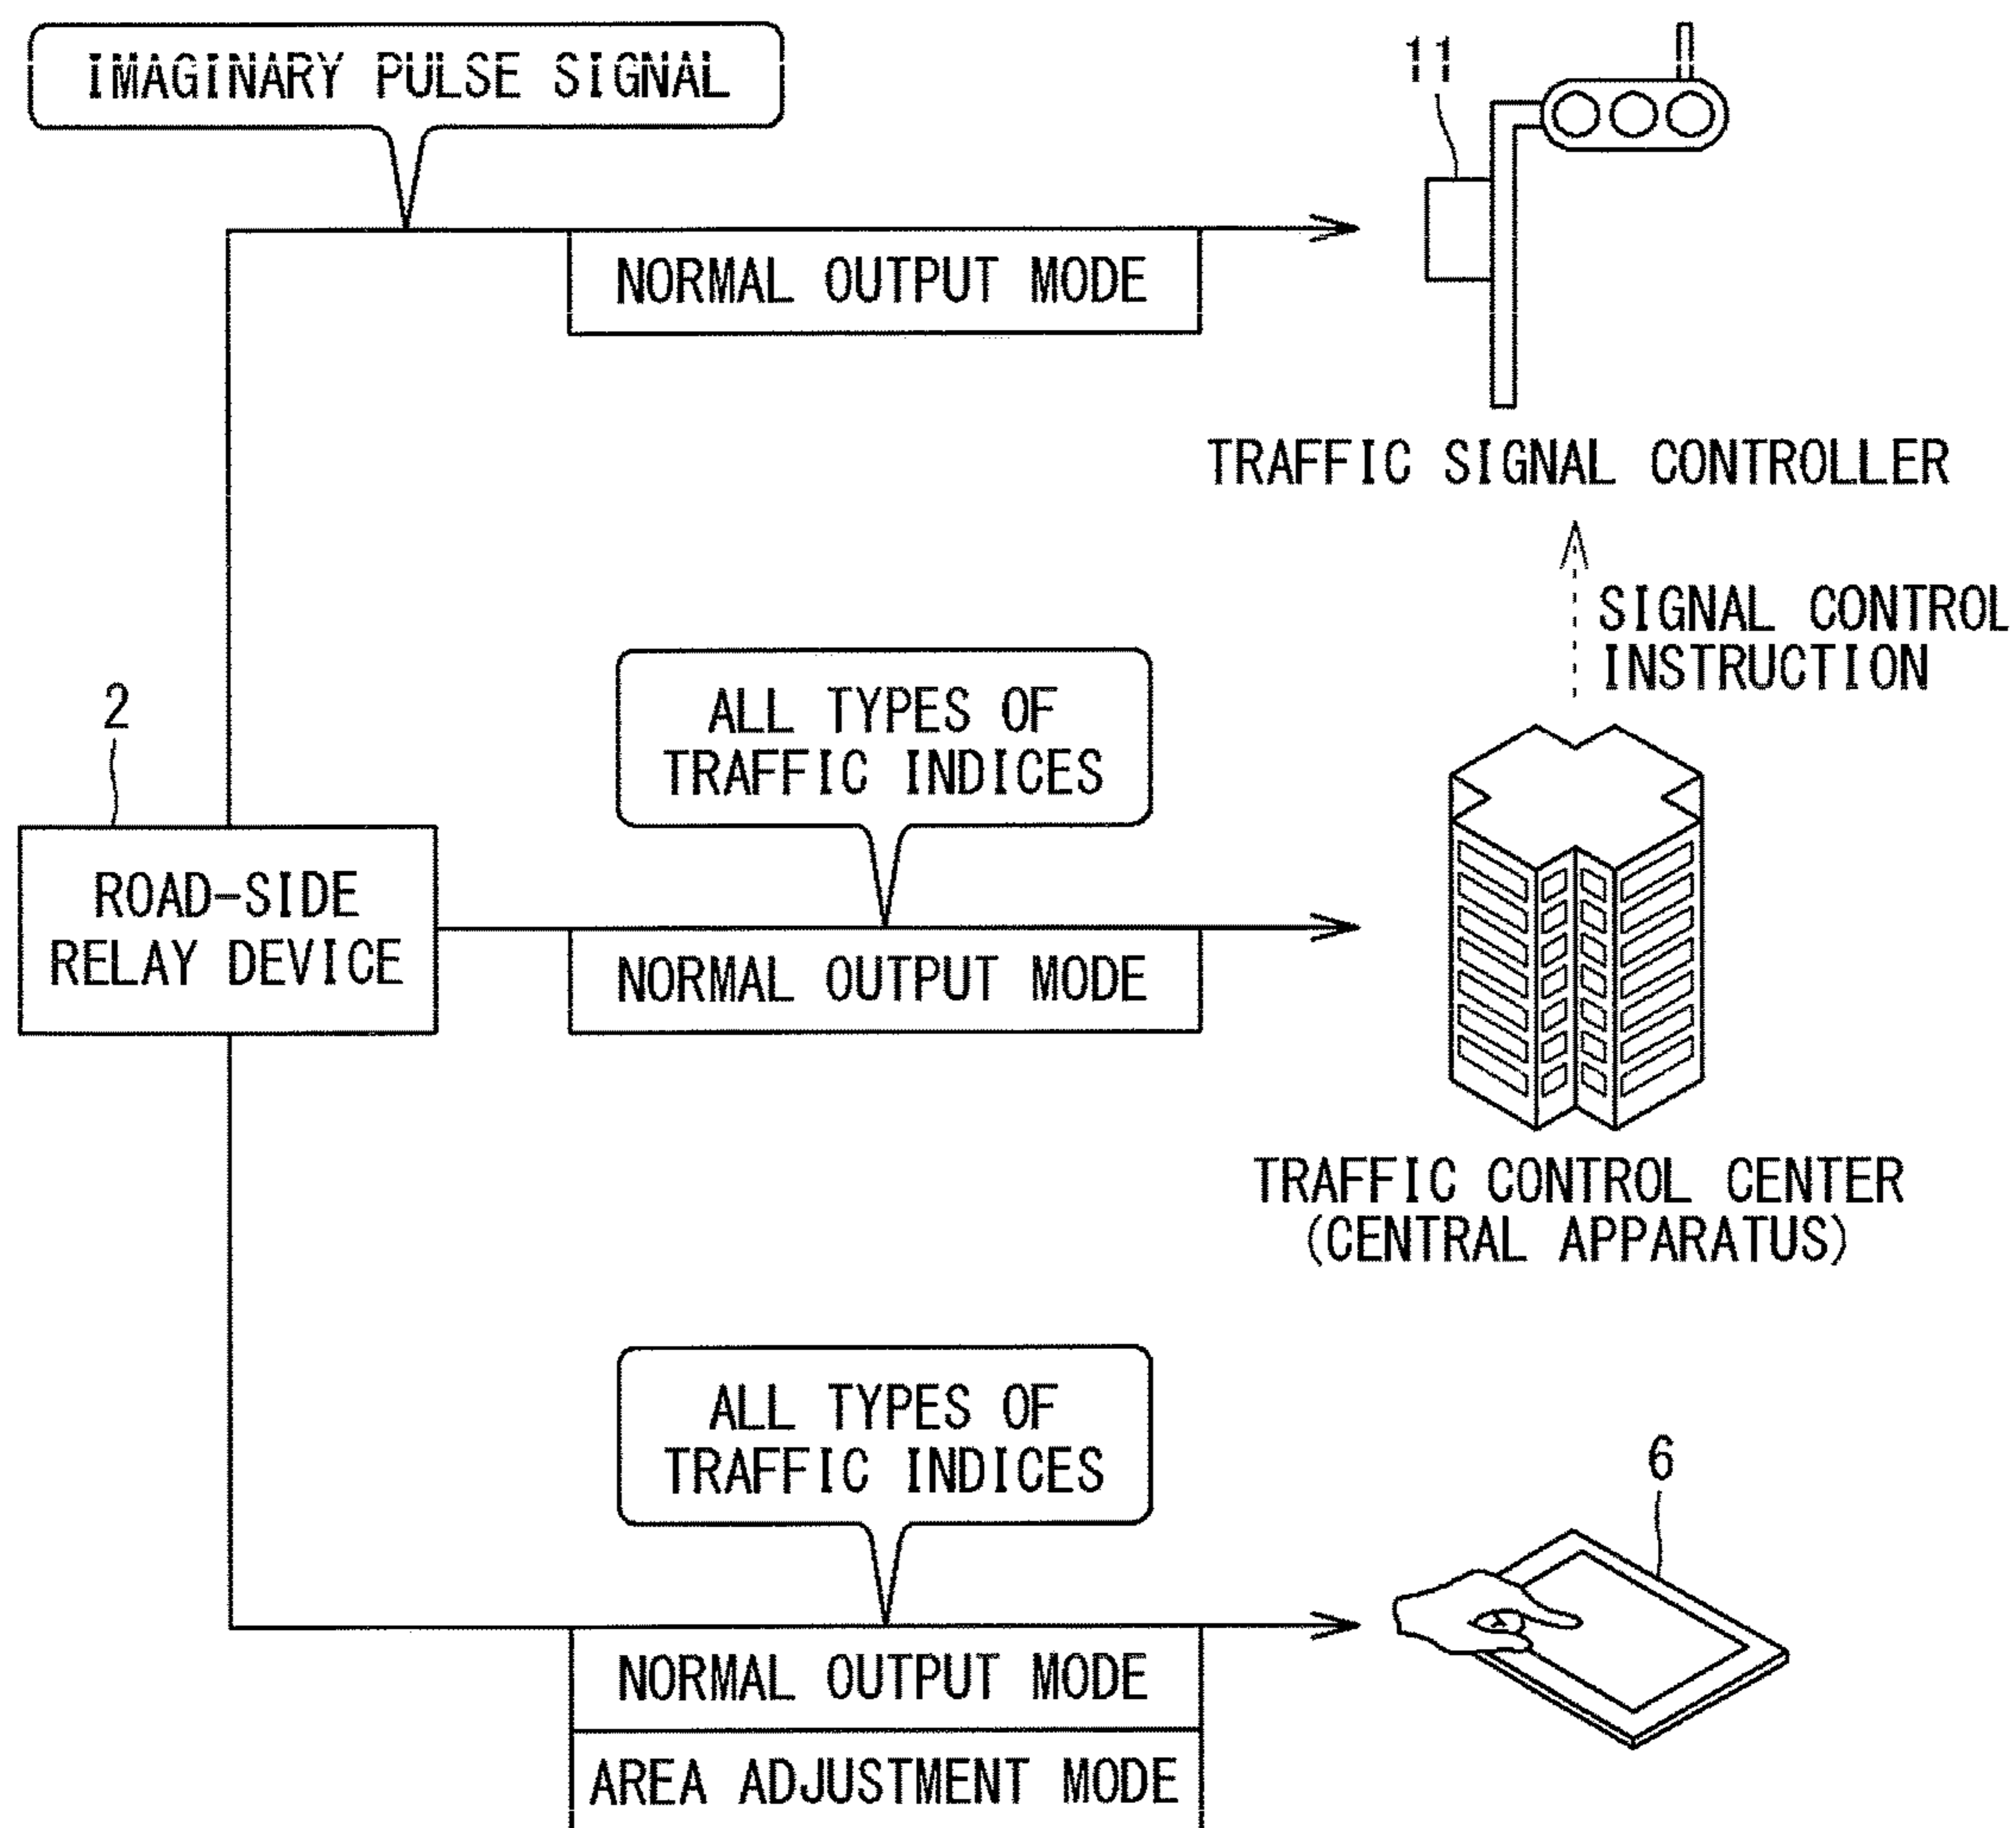 IMAGINARY PULSE SIGNAL
11
NORMAL OUTPUT MODE
TRAFFIC SIGNAL CONTROLLER
SIGNAL CONTROL
INSTRUCTION
ALL TYPES OF
TRAFFIC INDICES
2
ROAD-SIDE
RELAY DEVICE
NORMAL OUTPUT MODE
TRAFFIC CONTROL CENTER
(CENTRAL APPARATUS)
ALL TYPES OF
TRAFFIC INDICES
6
NORMAL OUTPUT MODE
AREA ADJUSTMENT MODE